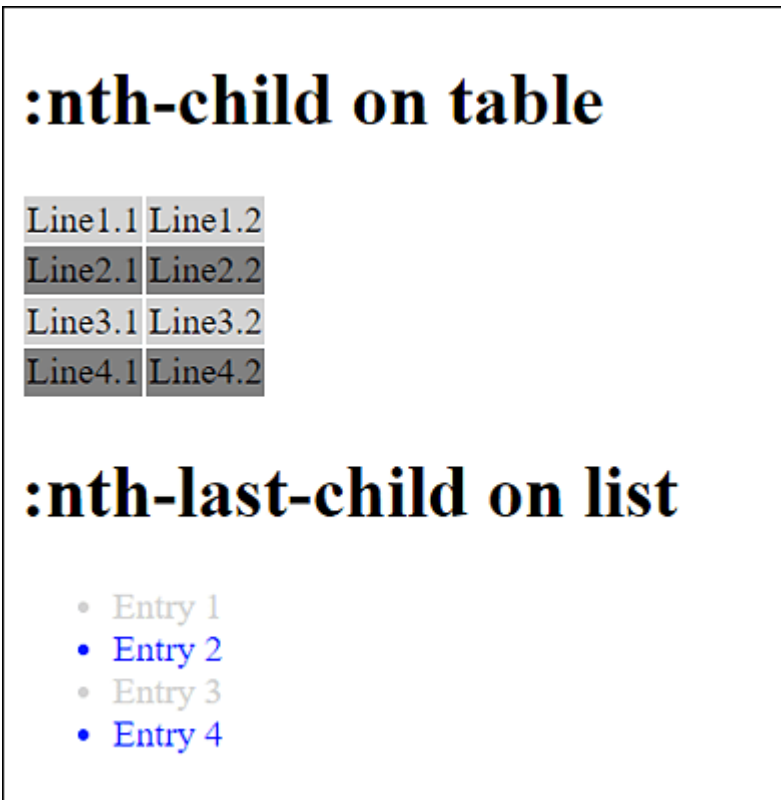 :nth-child on table
Line1.1 Line1.2
Line2.1 Line2.2
Line3.1 Line3.2
Line4.1 Line4.2
:nth-last-child on list
• Entry 1
• Entry 2
• Entry 3
• Entry 4